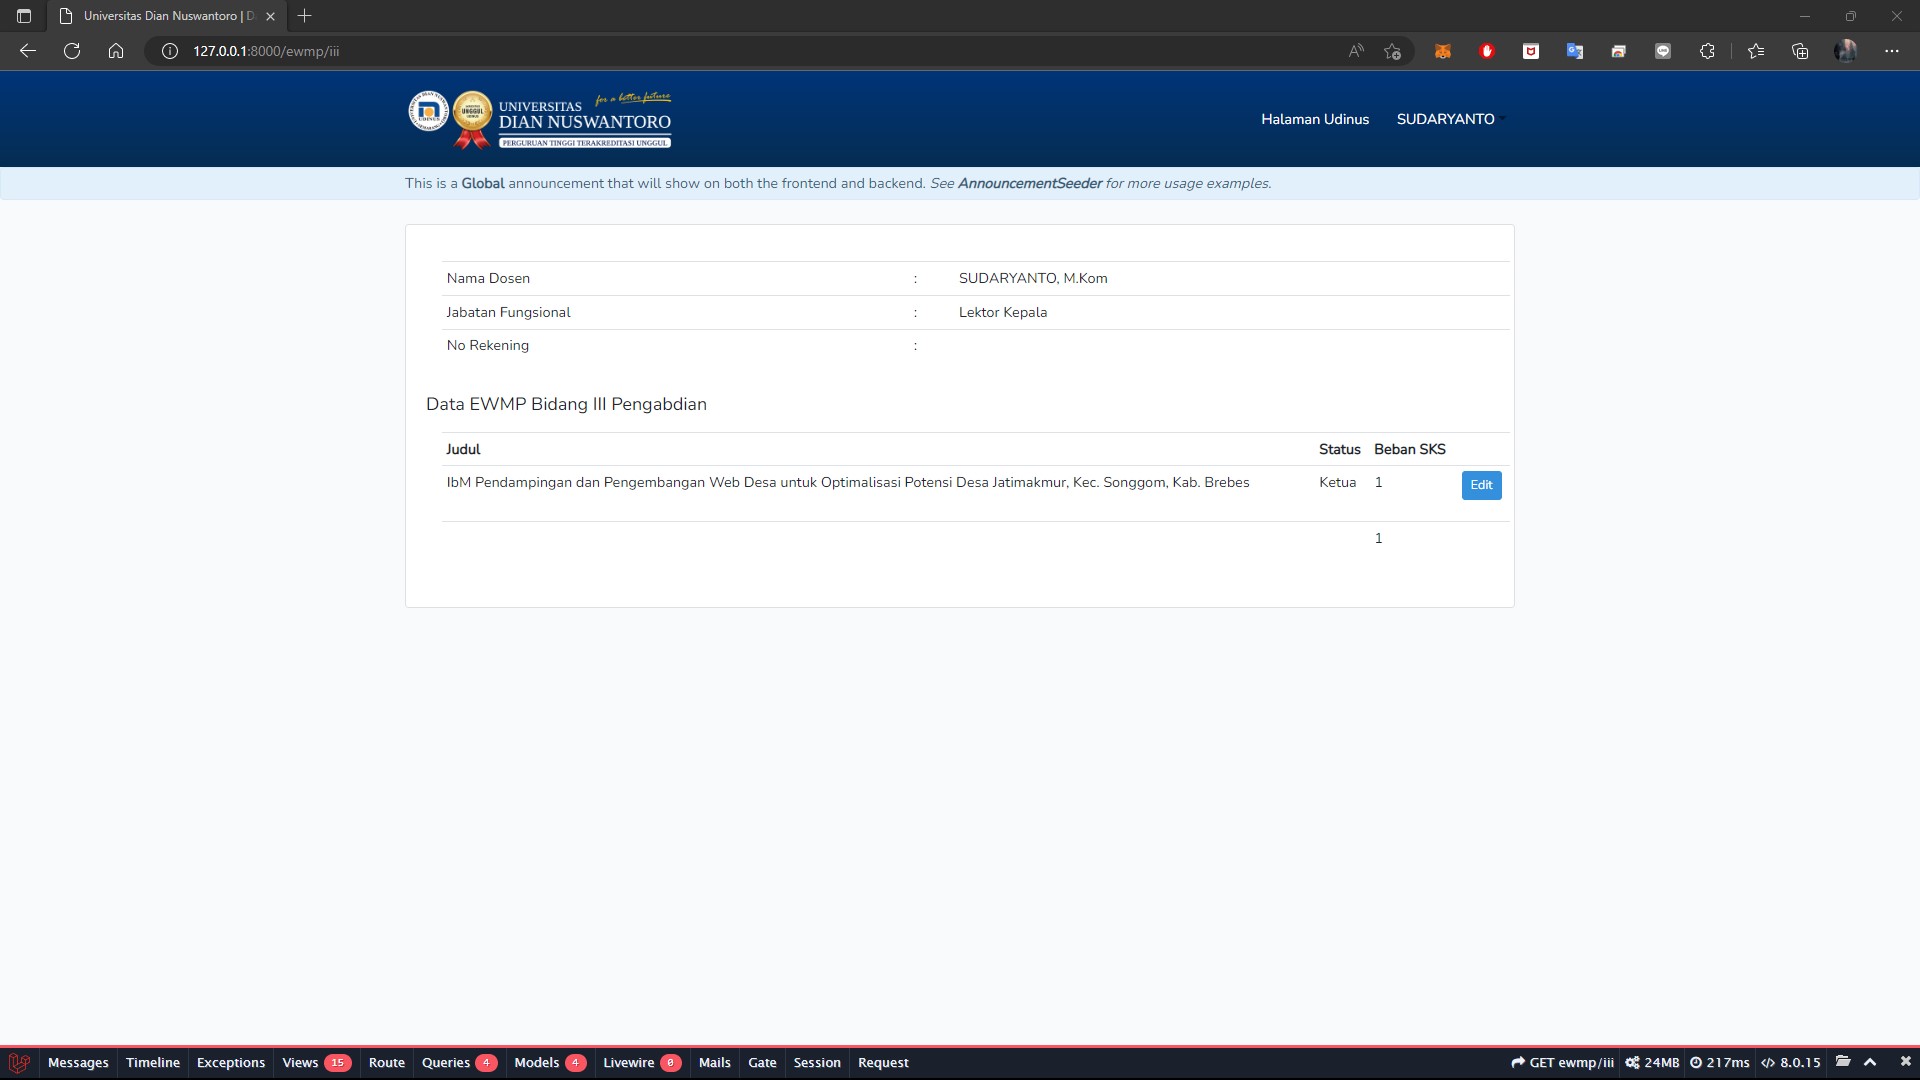 Universitas Dian Nuswantoro | D
127.0.0.1:8000/ewmp/iii
for a better future
UNIVERSITAS
DIAN NUSWANTORO
PERGURUAN TINGGI TERAKREDITASI UNGGUL
UDINUS
UNGGUL
Halaman Udinus
SUDARYANTO
This is a Global announcement that will show on both the frontend and backend. See AnnouncementSeeder for more usage examples.
Nama Dosen : SUDARYANTO, M.Kom
Jabatan Fungsional : Lektor Kepala
No Rekening :
Data EWMP Bidang III Pengabdian
Judul Status Beban SKS
IbM Pendampingan dan Pengembangan Web Desa untuk Optimalisasi Potensi Desa Jatimakmur, Kec. Songgom, Kab. Brebes Ketua 1 Edit
1
Messages Timeline Exceptions Views 15 Route Queries 4 Models 4 Livewire 0 Mails Gate Session Request GET ewmp/iii 24MB 217ms 8.0.15